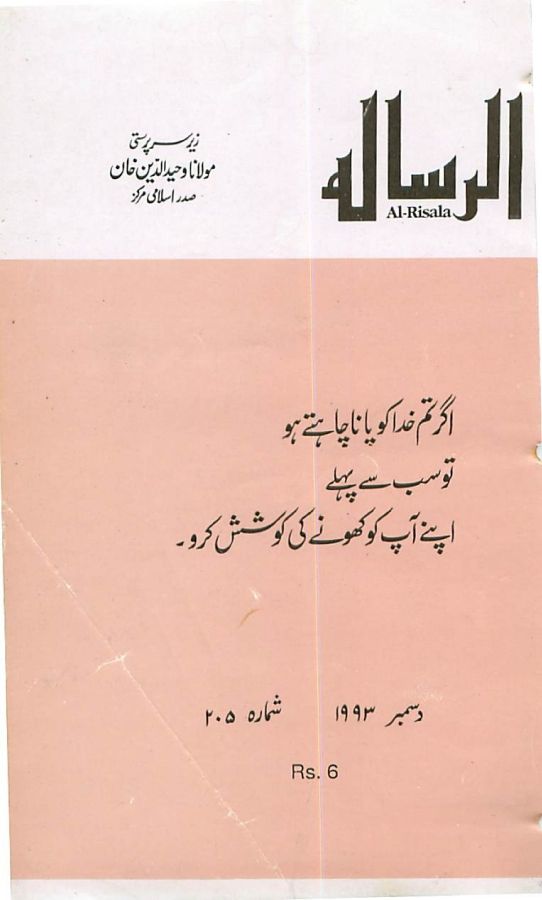 الرسالہ
Al-Risala
زیر سرپرستی
مولانا وحید الدین خان
صدر اسلامی مرکز
اگر تم خدا کو پانا چاہتے ہو
تو سب سے پہلے
اپنے آپ کو کھونے کی کوشش کرو۔
دسمبر ۱۹۹۳ شمارہ ۲۰۵
Rs. 6